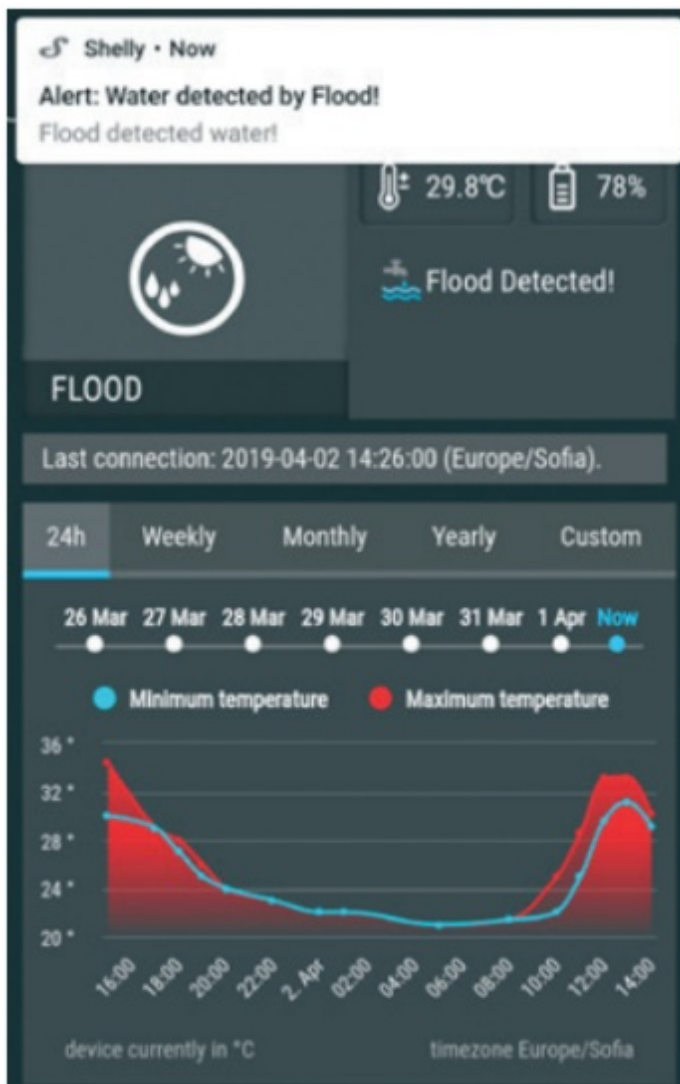 Shelly • Now
Alert: Water detected by Flood!
Flood detected water!
29.8°C 78%
Flood Detected!
FLOOD
Last connection: 2019-04-02 14:26:00 (Europe/Sofia).
24h Weekly Monthly Yearly Custom
26 Mar 27 Mar 28 Mar 29 Mar 30 Mar 31 Mar 1 Apr Now
Minimum temperature Maximum temperature
36 °
32 °
28 °
24 °
20 °
16:00 18:00 20:00 22:00 2. Apr 02:00 04:00 06:00 08:00 10:00 12:00 14:00
device currently in °C timezone Europe/Sofia